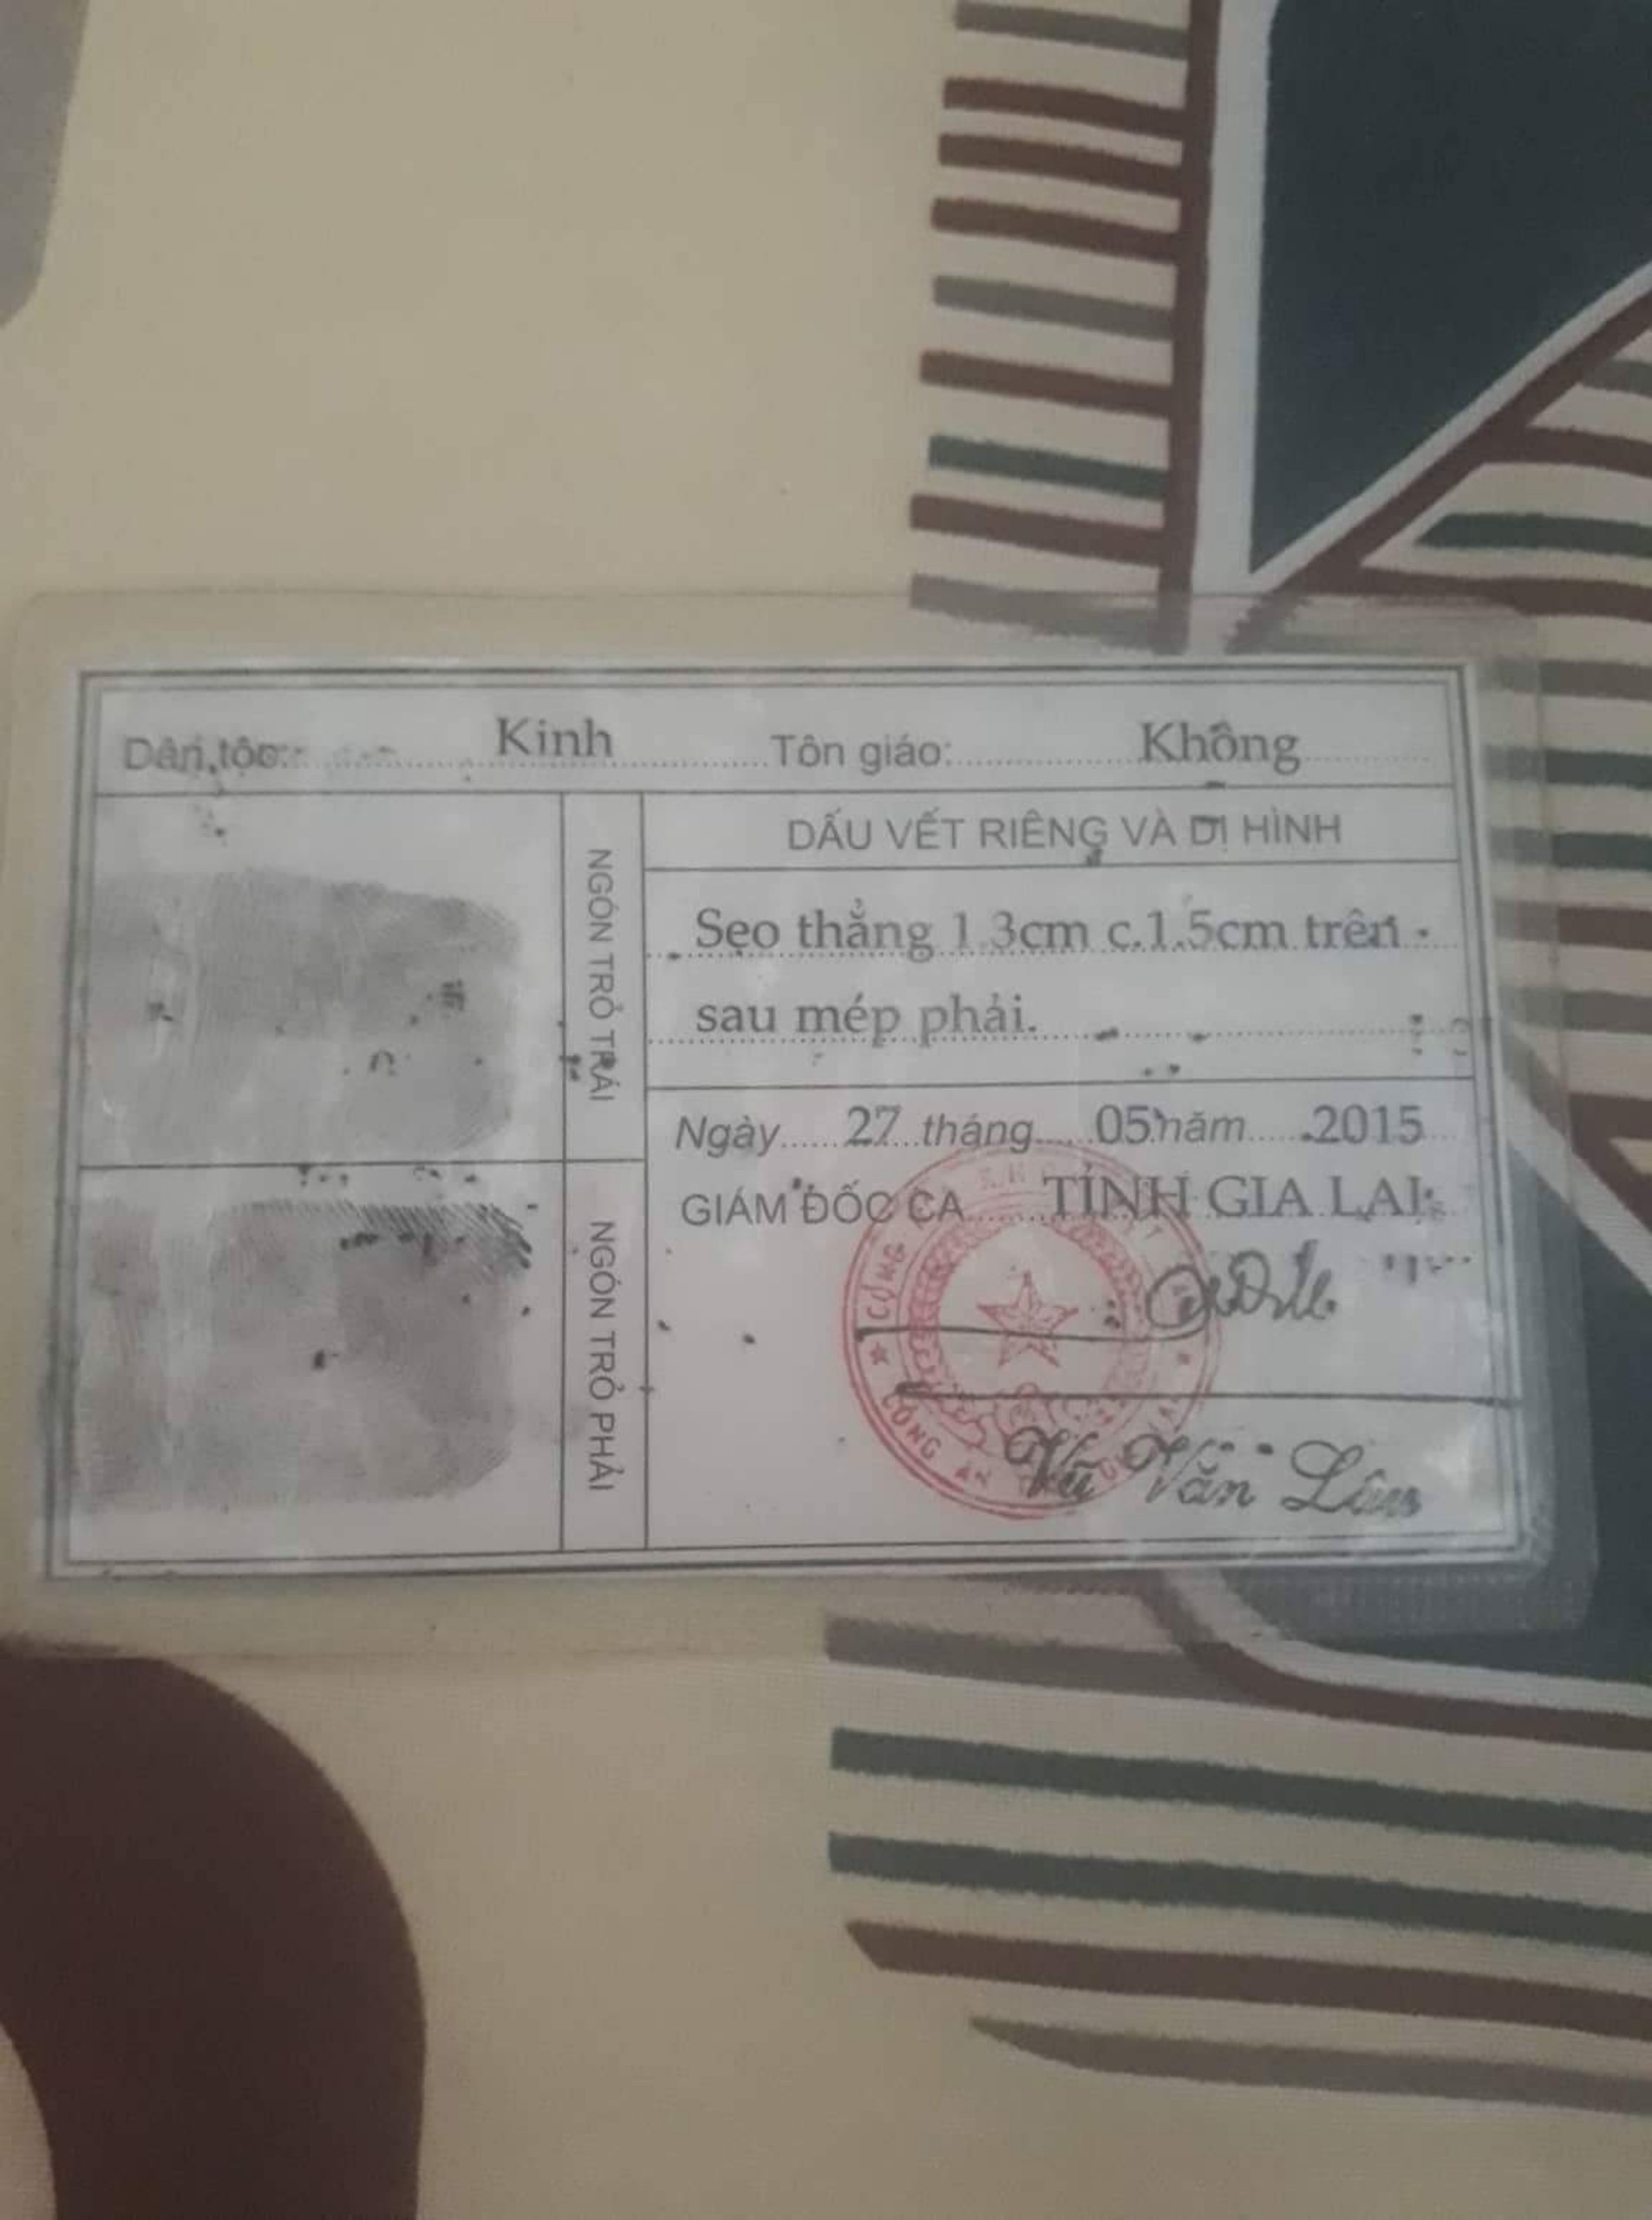 Dân tộc: Kinh Tôn giáo: Không
NGÓN TRỎ TRÁI
DẤU VẾT RIÊNG VÀ DỊ HÌNH
Sẹo thẳng 1.3cm c.1.5cm trên
sau mép phải.
Ngày 27 tháng 05 năm 2015
GIÁM ĐỐC CA TỈNH GIA LAI
NGÓN TRỎ PHẢI
CÔNG AN
Vũ Văn Lâu